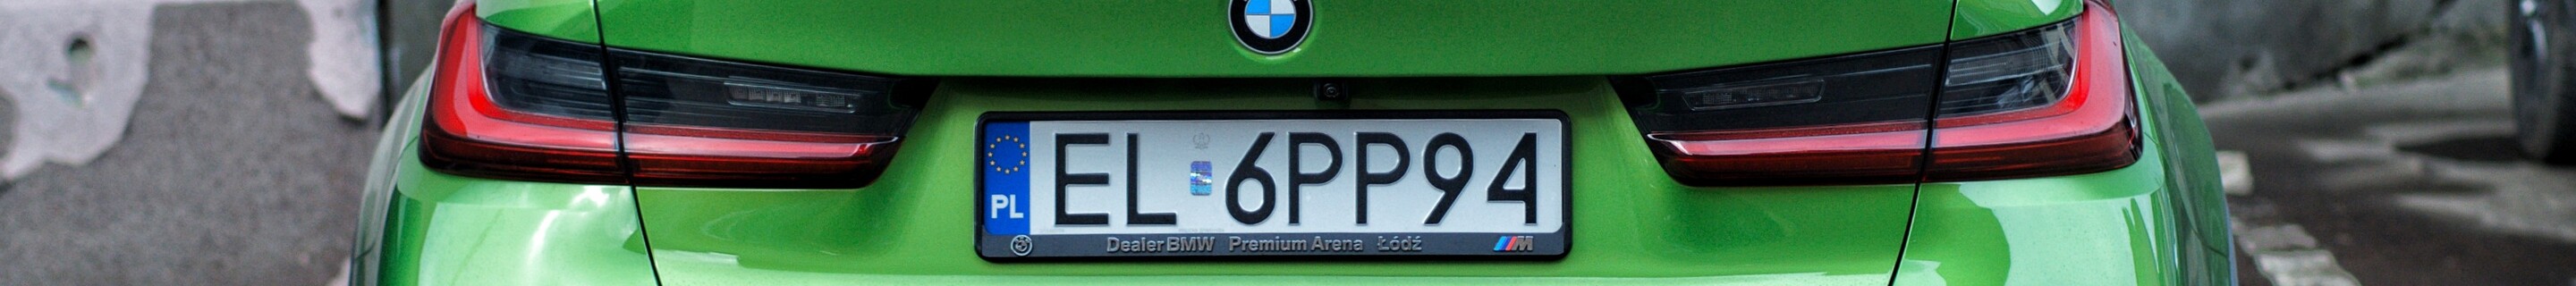 PL EL 6PP94
Dealer BMW Premium Arena Łódź M